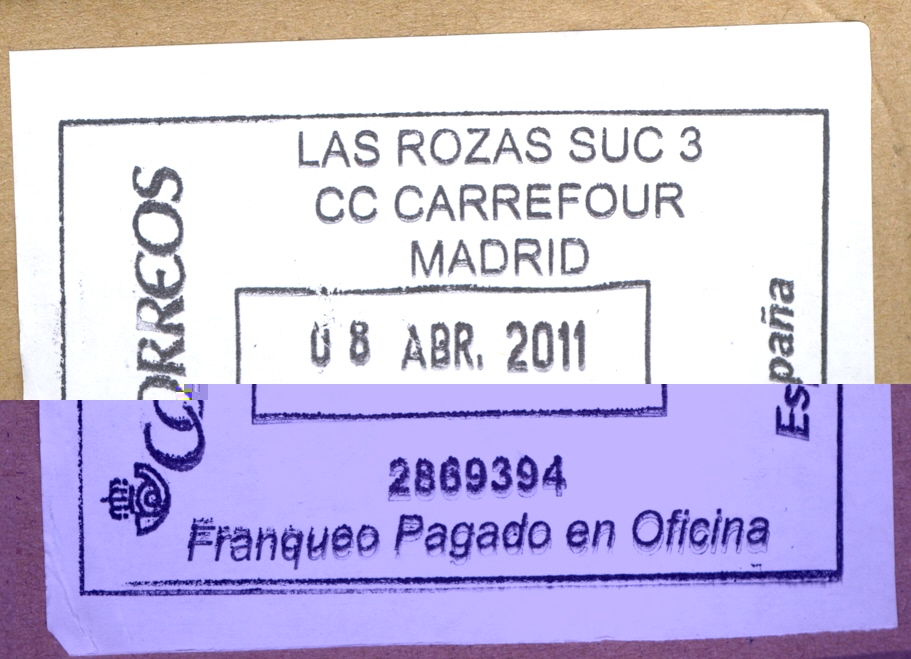 LAS ROZAS SUC 3
CC CARREFOUR
MADRID
08 ABR. 2011
CORREOS
España
2869394
Franqueo Pagado en Oficina